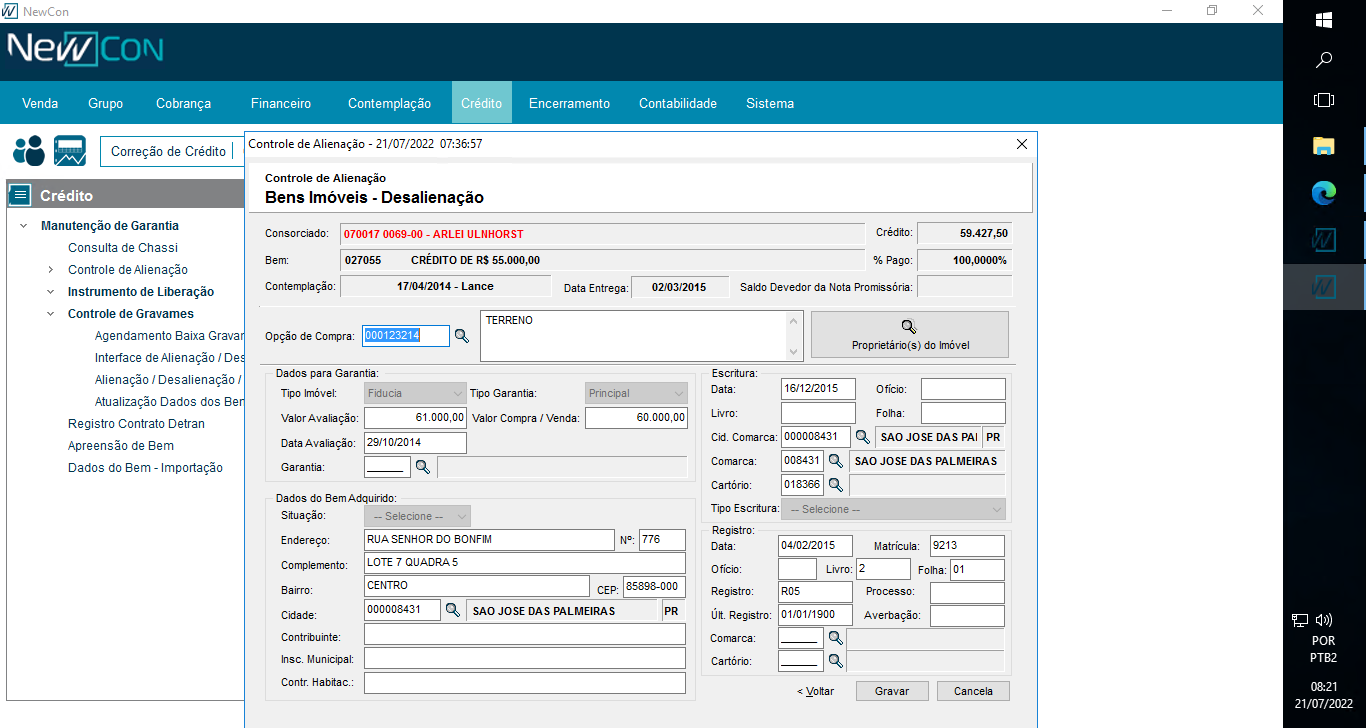 NewCon
NewCon
Venda Grupo Cobrança Financeiro Contemplação Crédito Encerramento Contabilidade Sistema
Correção de Crédito
Crédito
Manutenção de Garantia
Consulta de Chassi
Controle de Alienação
Instrumento de Liberação
Controle de Gravames
Agendamento Baixa Gravar
Interface de Alienação / Des
Alienação / Desalienação /
Atualização Dados dos Ber
Registro Contrato Detran
Apreensão de Bem
Dados do Bem - Importação
Controle de Alienação - 21/07/2022 07:36:57
Controle de Alienação
Bens Imóveis - Desalienação
Consorciado: 070017 0069-00 - ARLEI ULNHORST Crédito: 59.427,50
Bem: 027055 CRÉDITO DE R$ 55.000,00 % Pago: 100,0000%
Contemplação: 17/04/2014 - Lance Data Entrega: 02/03/2015 Saldo Devedor da Nota Promissória:
Opção de Compra: 000123214 TERRENO Proprietário(s) do Imóvel
Dados para Garantia:
Tipo Imóvel: Fiducia Tipo Garantia: Principal
Valor Avaliação: 61.000,00 Valor Compra / Venda: 60.000,00
Data Avaliação: 29/10/2014
Garantia:
Dados do Bem Adquirido:
Situação: -- Selecione --
Endereço: RUA SENHOR DO BONFIM Nº: 776
Complemento: LOTE 7 QUADRA 5
Bairro: CENTRO CEP: 85898-000
Cidade: 000008431 SAO JOSE DAS PALMEIRAS PR
Contribuinte:
Insc. Municipal:
Contr. Habitac.:
Escritura:
Data: 16/12/2015 Ofício:
Livro: Folha:
Cid. Comarca: 000008431 SAO JOSE DAS PAI PR
Comarca: 008431 SAO JOSE DAS PALMEIRAS
Cartório: 018366
Tipo Escritura: -- Selecione --
Registro:
Data: 04/02/2015 Matrícula: 9213
Ofício: Livro: 2 Folha: 01
Registro: R05 Processo:
Últ. Registro: 01/01/1900 Averbação:
Comarca:
Cartório:
< Voltar Gravar Cancela
POR
PTB2
08:21
21/07/2022